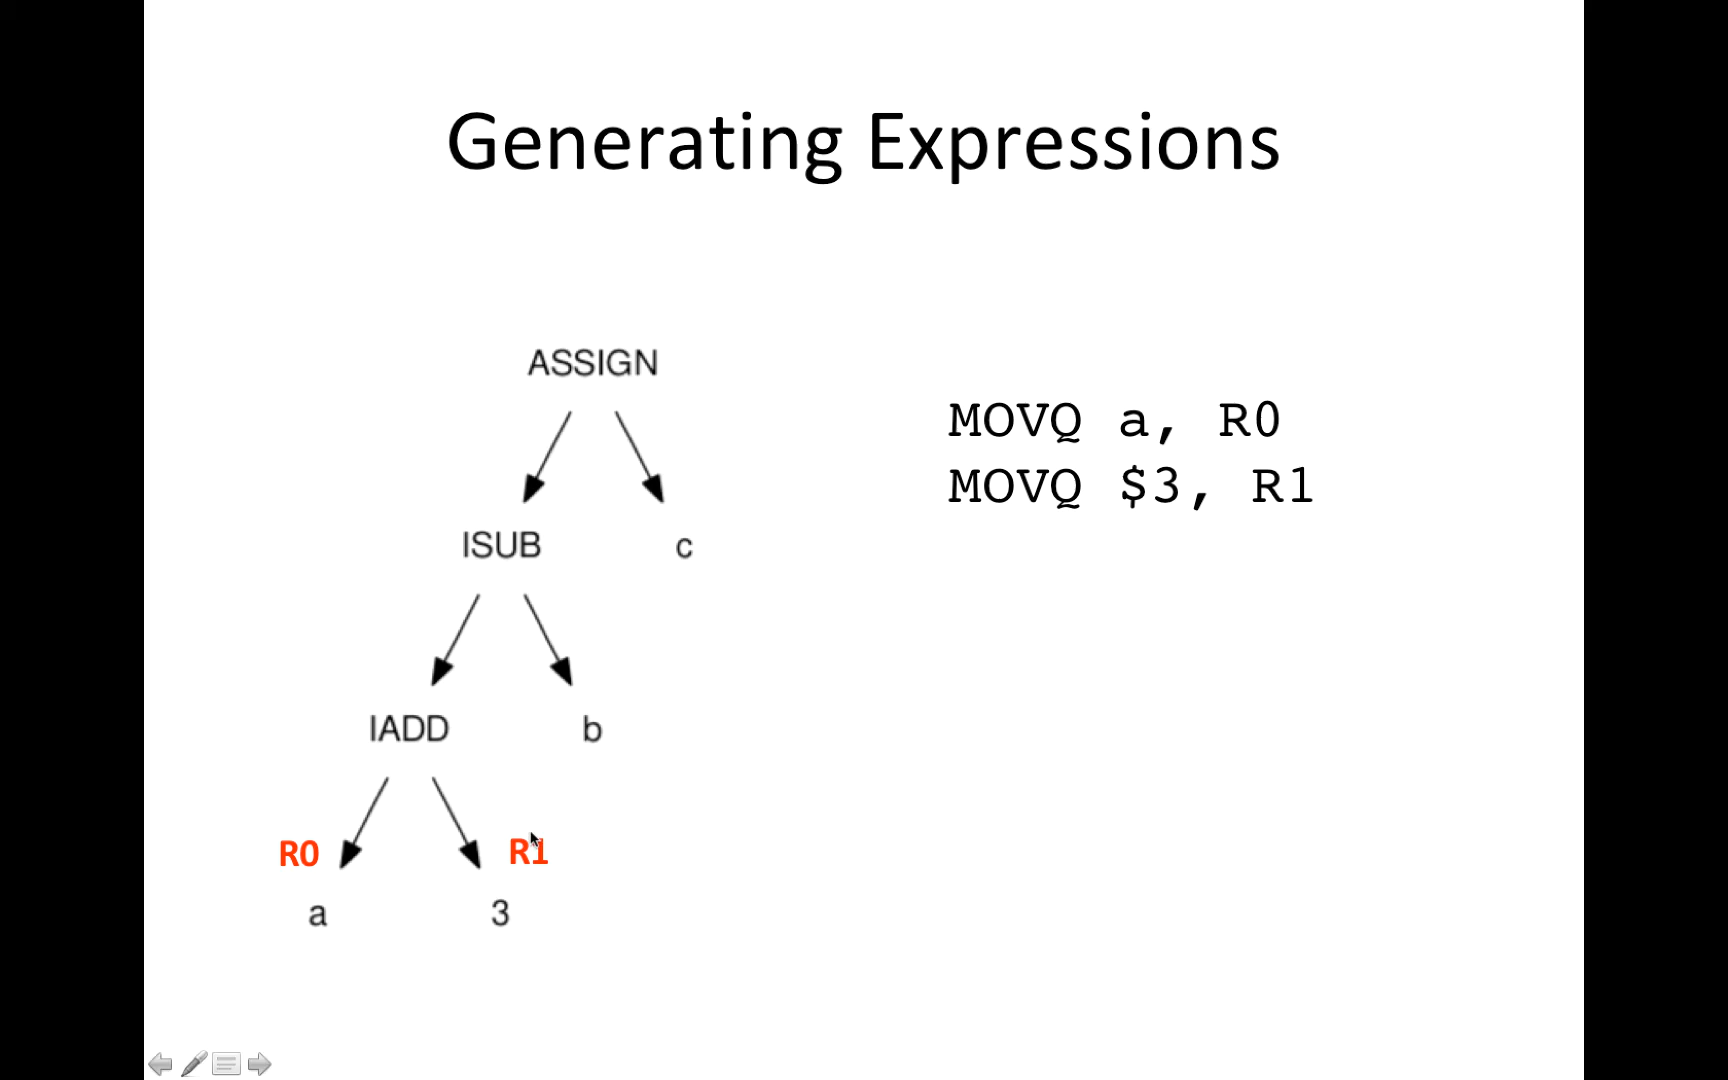 Generating Expressions
ASSIGN
MOVQ a, R0
MOVQ $3, R1
ISUB c
IADD b
R0 R1
a 3